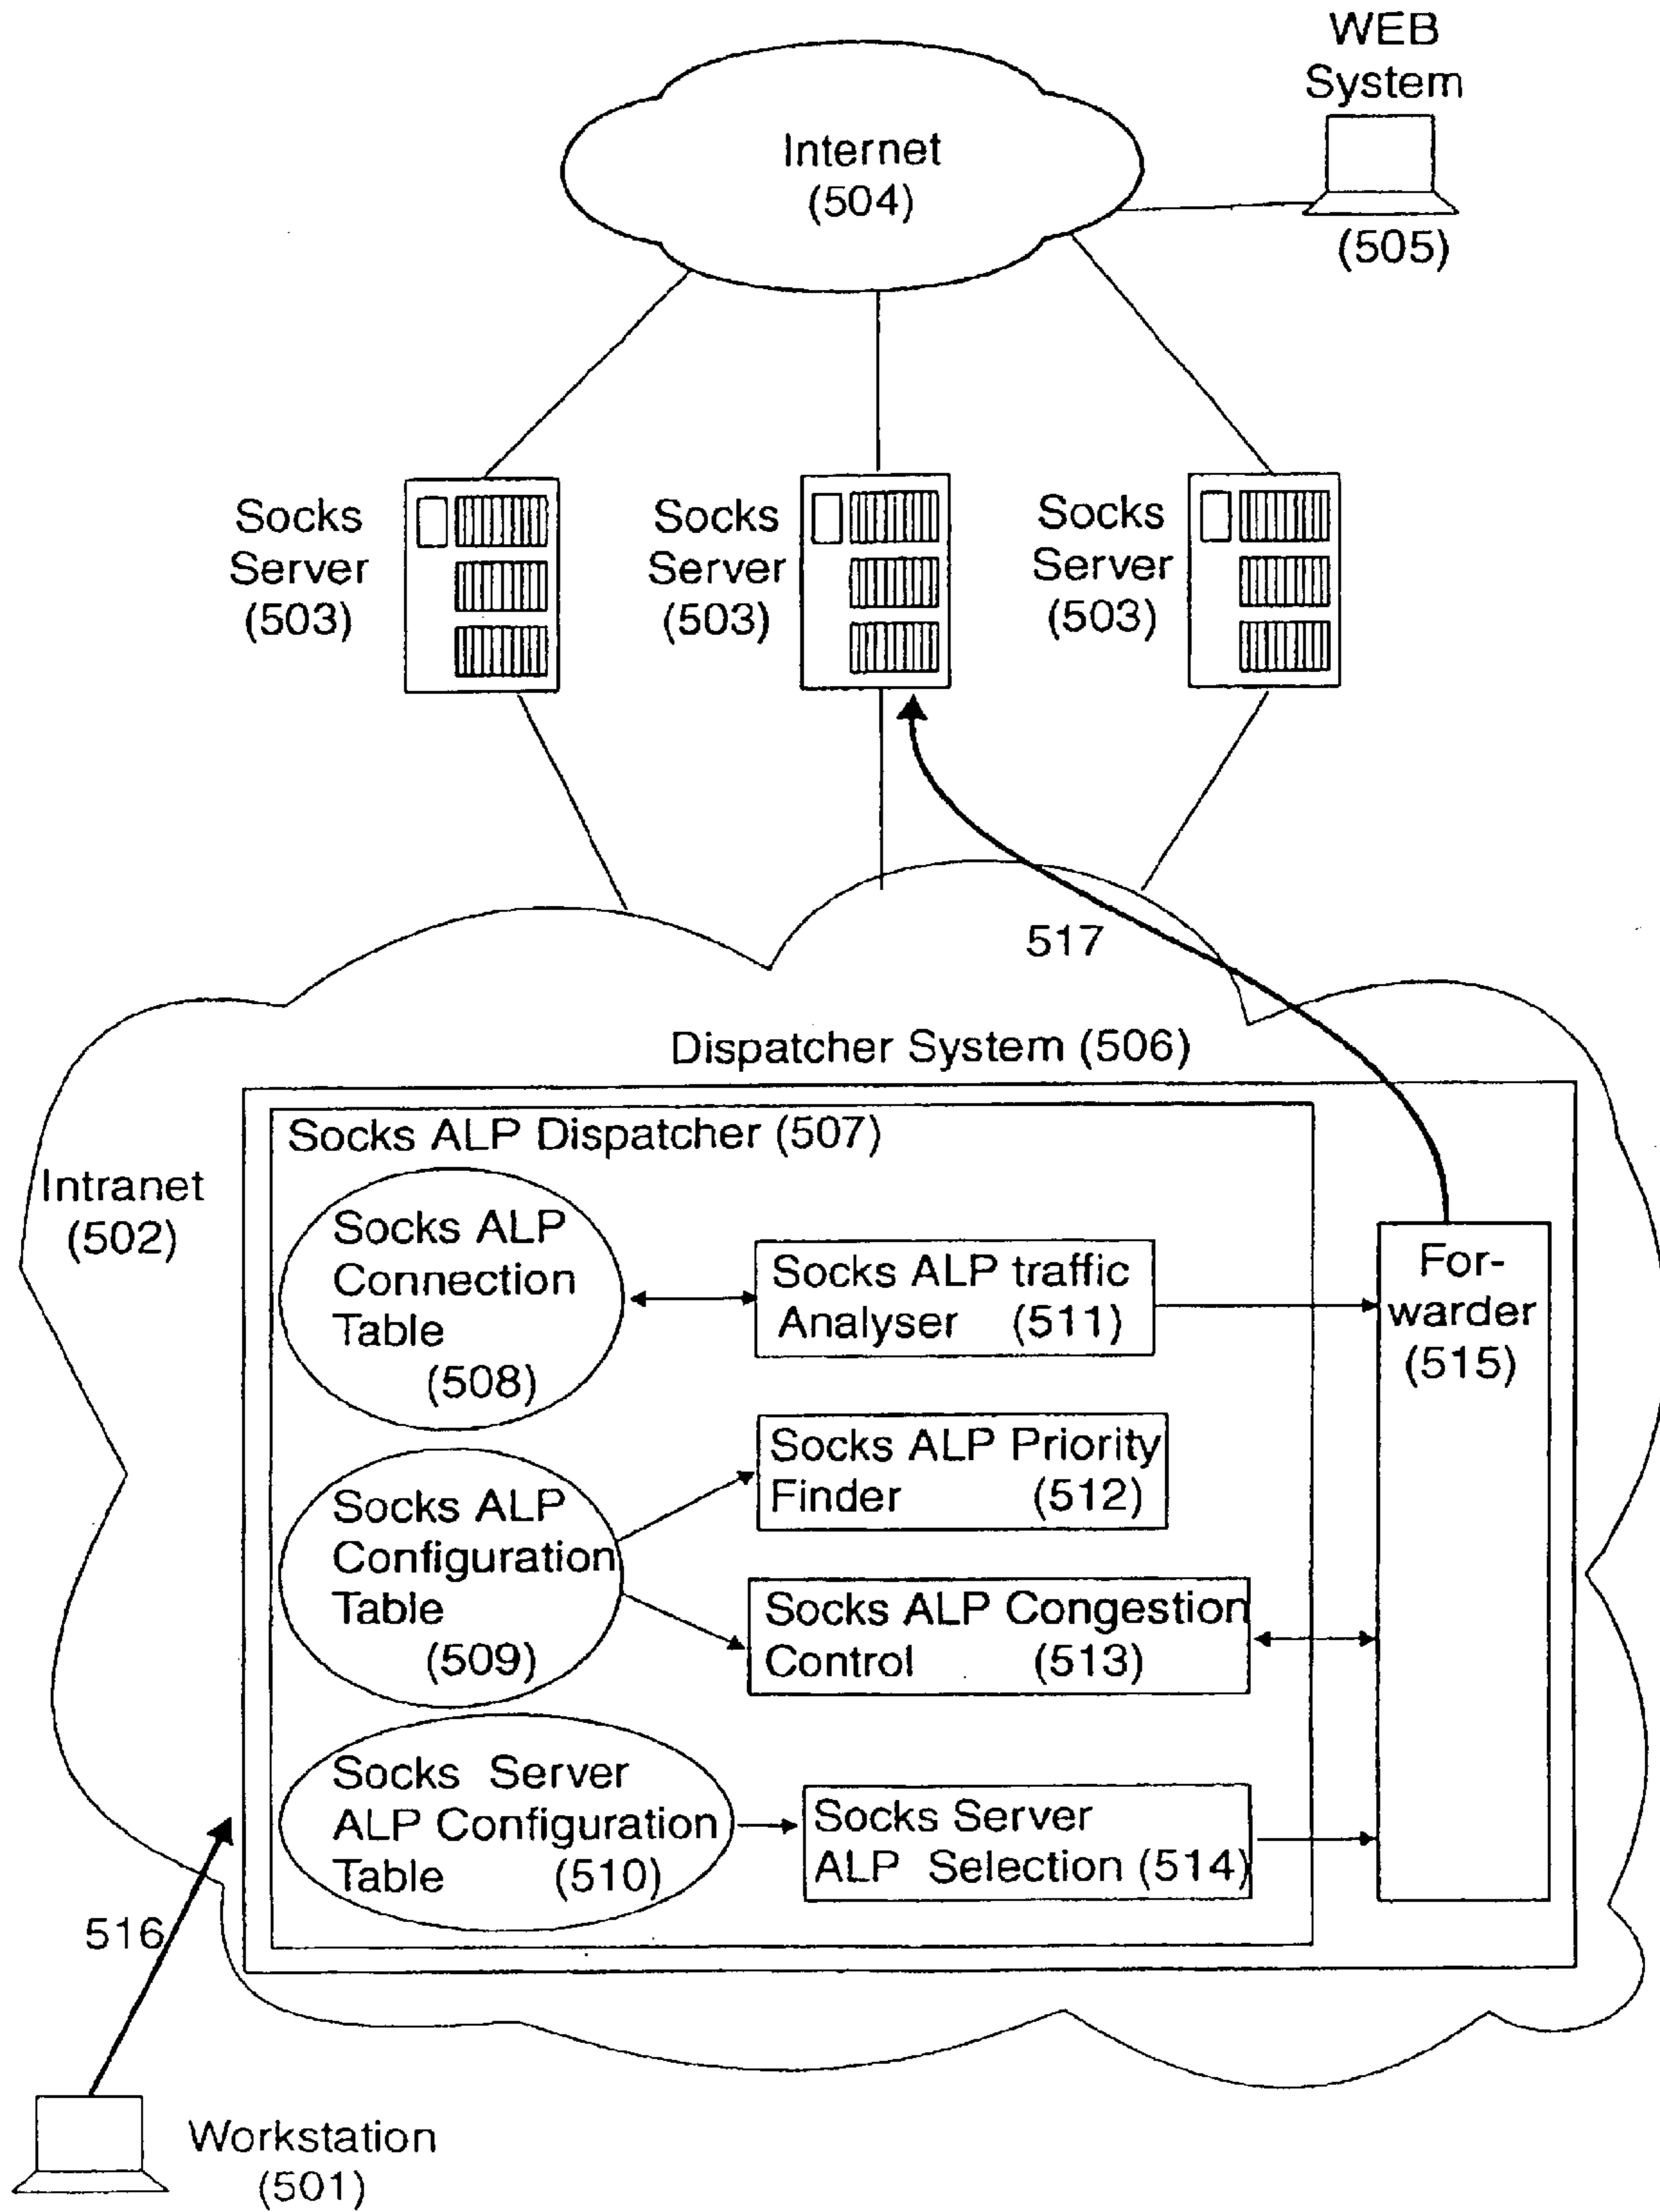 WEB
System
Internet
(504)
(505)
Socks
Server
(503)
Socks
Server
(503)
Socks
Server
(503)
517
Dispatcher System (506)
Socks ALP Dispatcher (507)
Intranet
(502)
Socks ALP
Connection
Table
(508)
Socks ALP traffic
Analyser (511)
For-
warder
(515)
Socks ALP Priority
Finder (512)
Socks ALP
Configuration
Table
(509)
Socks ALP Congestion
Control (513)
Socks Server
ALP Configuration
Table (510)
Socks Server
ALP Selection (514)
516
Workstation
(501)